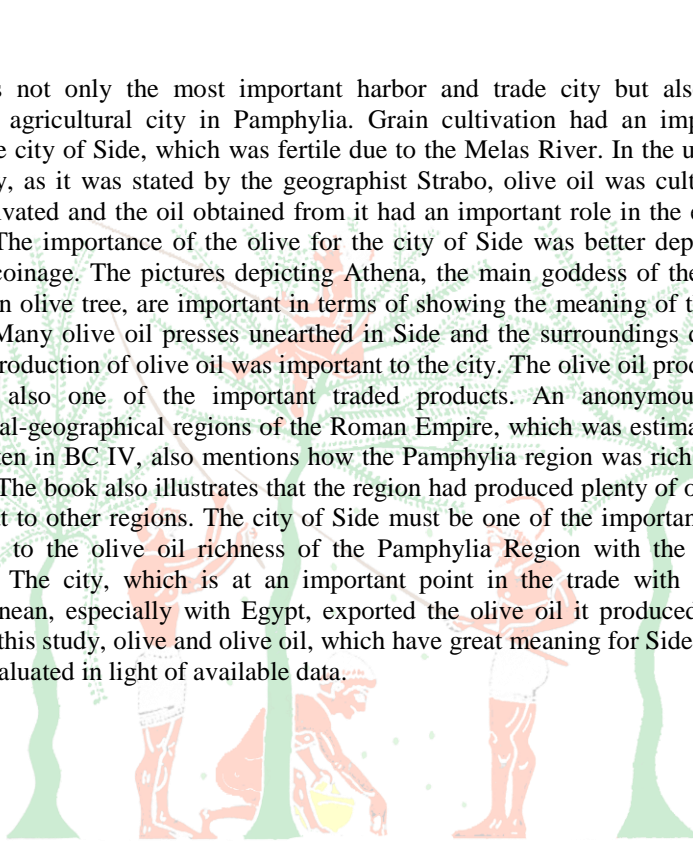 s not only the most important harbor and trade city but als
agricultural city in Pamphylia. Grain cultivation had an imp
e city of Side, which was fertile due to the Melas River. In the u
y, as it was stated by the geographist Strabo, olive oil was cult
ivated and the oil obtained from it had an important role in the
The importance of the olive for the city of Side was better dep
coinage. The pictures depicting Athena, the main goddess of the
n olive tree, are important in terms of showing the meaning of t
Many olive oil presses unearthed in Side and the surroundings
roduction of olive oil was important to the city. The olive oil prod
also one of the important traded products. An anonymou
al-geographical regions of the Roman Empire, which was estima
ten in BC IV, also mentions how the Pamphylia region was rich
The book also illustrates that the region had produced plenty of o
t to other regions. The city of Side must be one of the importan
to the olive oil richness of the Pamphylia Region with the
The city, which is at an important point in the trade with
nean, especially with Egypt, exported the olive oil it produced
this study, olive and olive oil, which have great meaning for Side
aluated in light of available data.